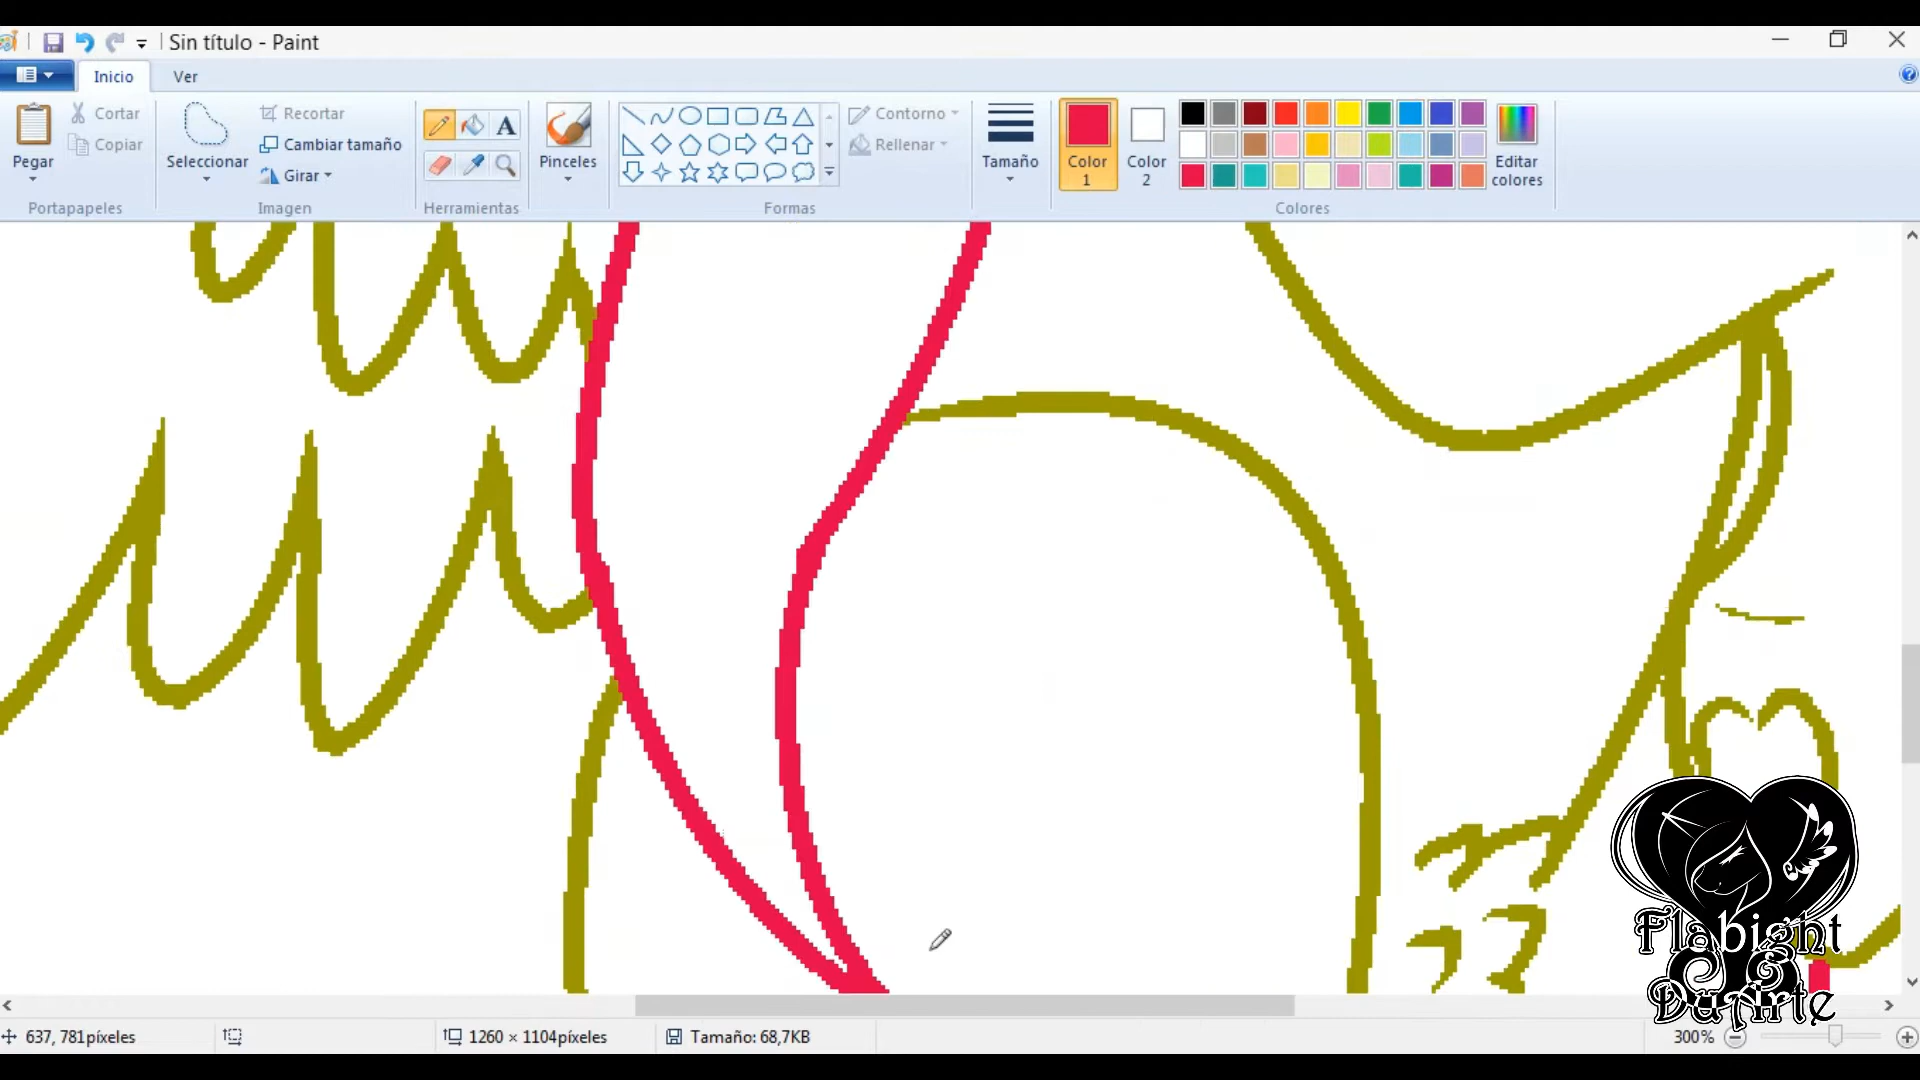 Sin título - Paint
Inicio
Ver
Pegar
Cortar
Copiar
Portapapeles
Seleccionar
Recortar
Cambiar tamaño
Girar
Imagen
A
Herramientas
Pinceles
Formas
Contorno
Rellenar
Tamaño
Color
1
Color
2
Editar
colores
Colores
Flabight
DuArte
637, 781píxeles
1260 × 1104píxeles
Tamaño: 68,7KB
300%